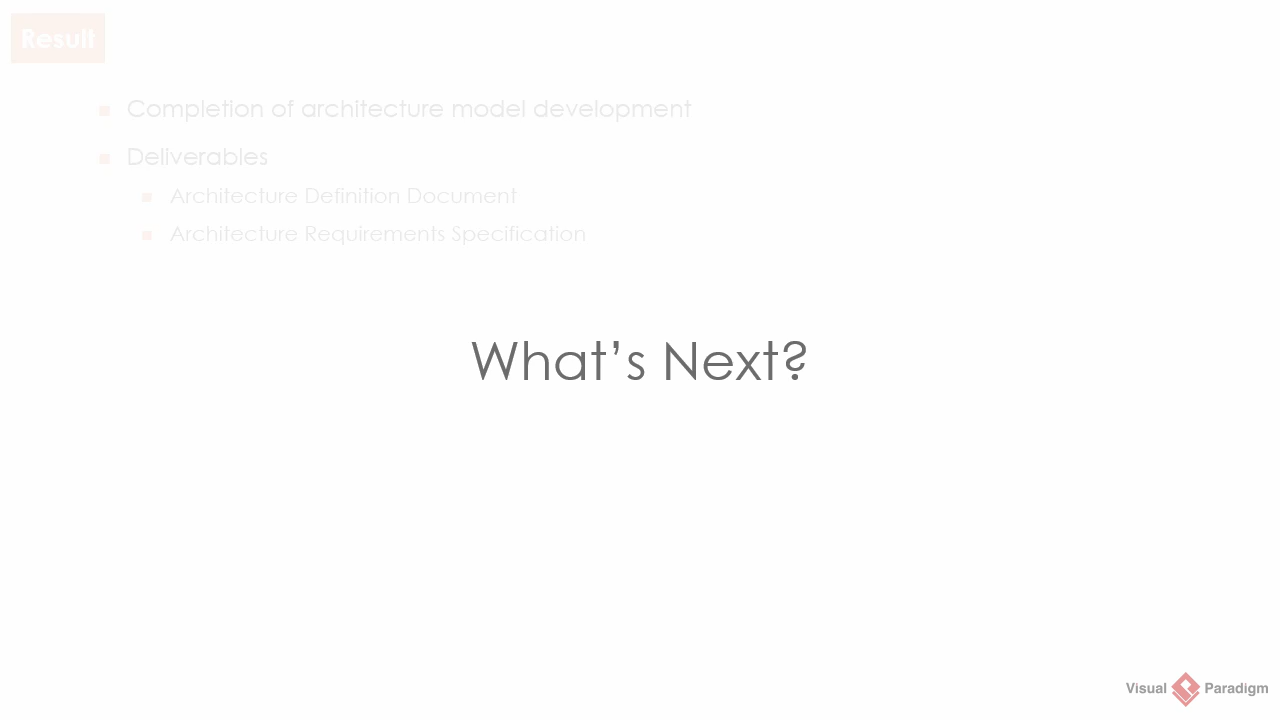 Result
Completion of architecture model development
Deliverables
Architecture Definition Document
Architecture Requirements Specification
What's Next?
Visual Paradigm